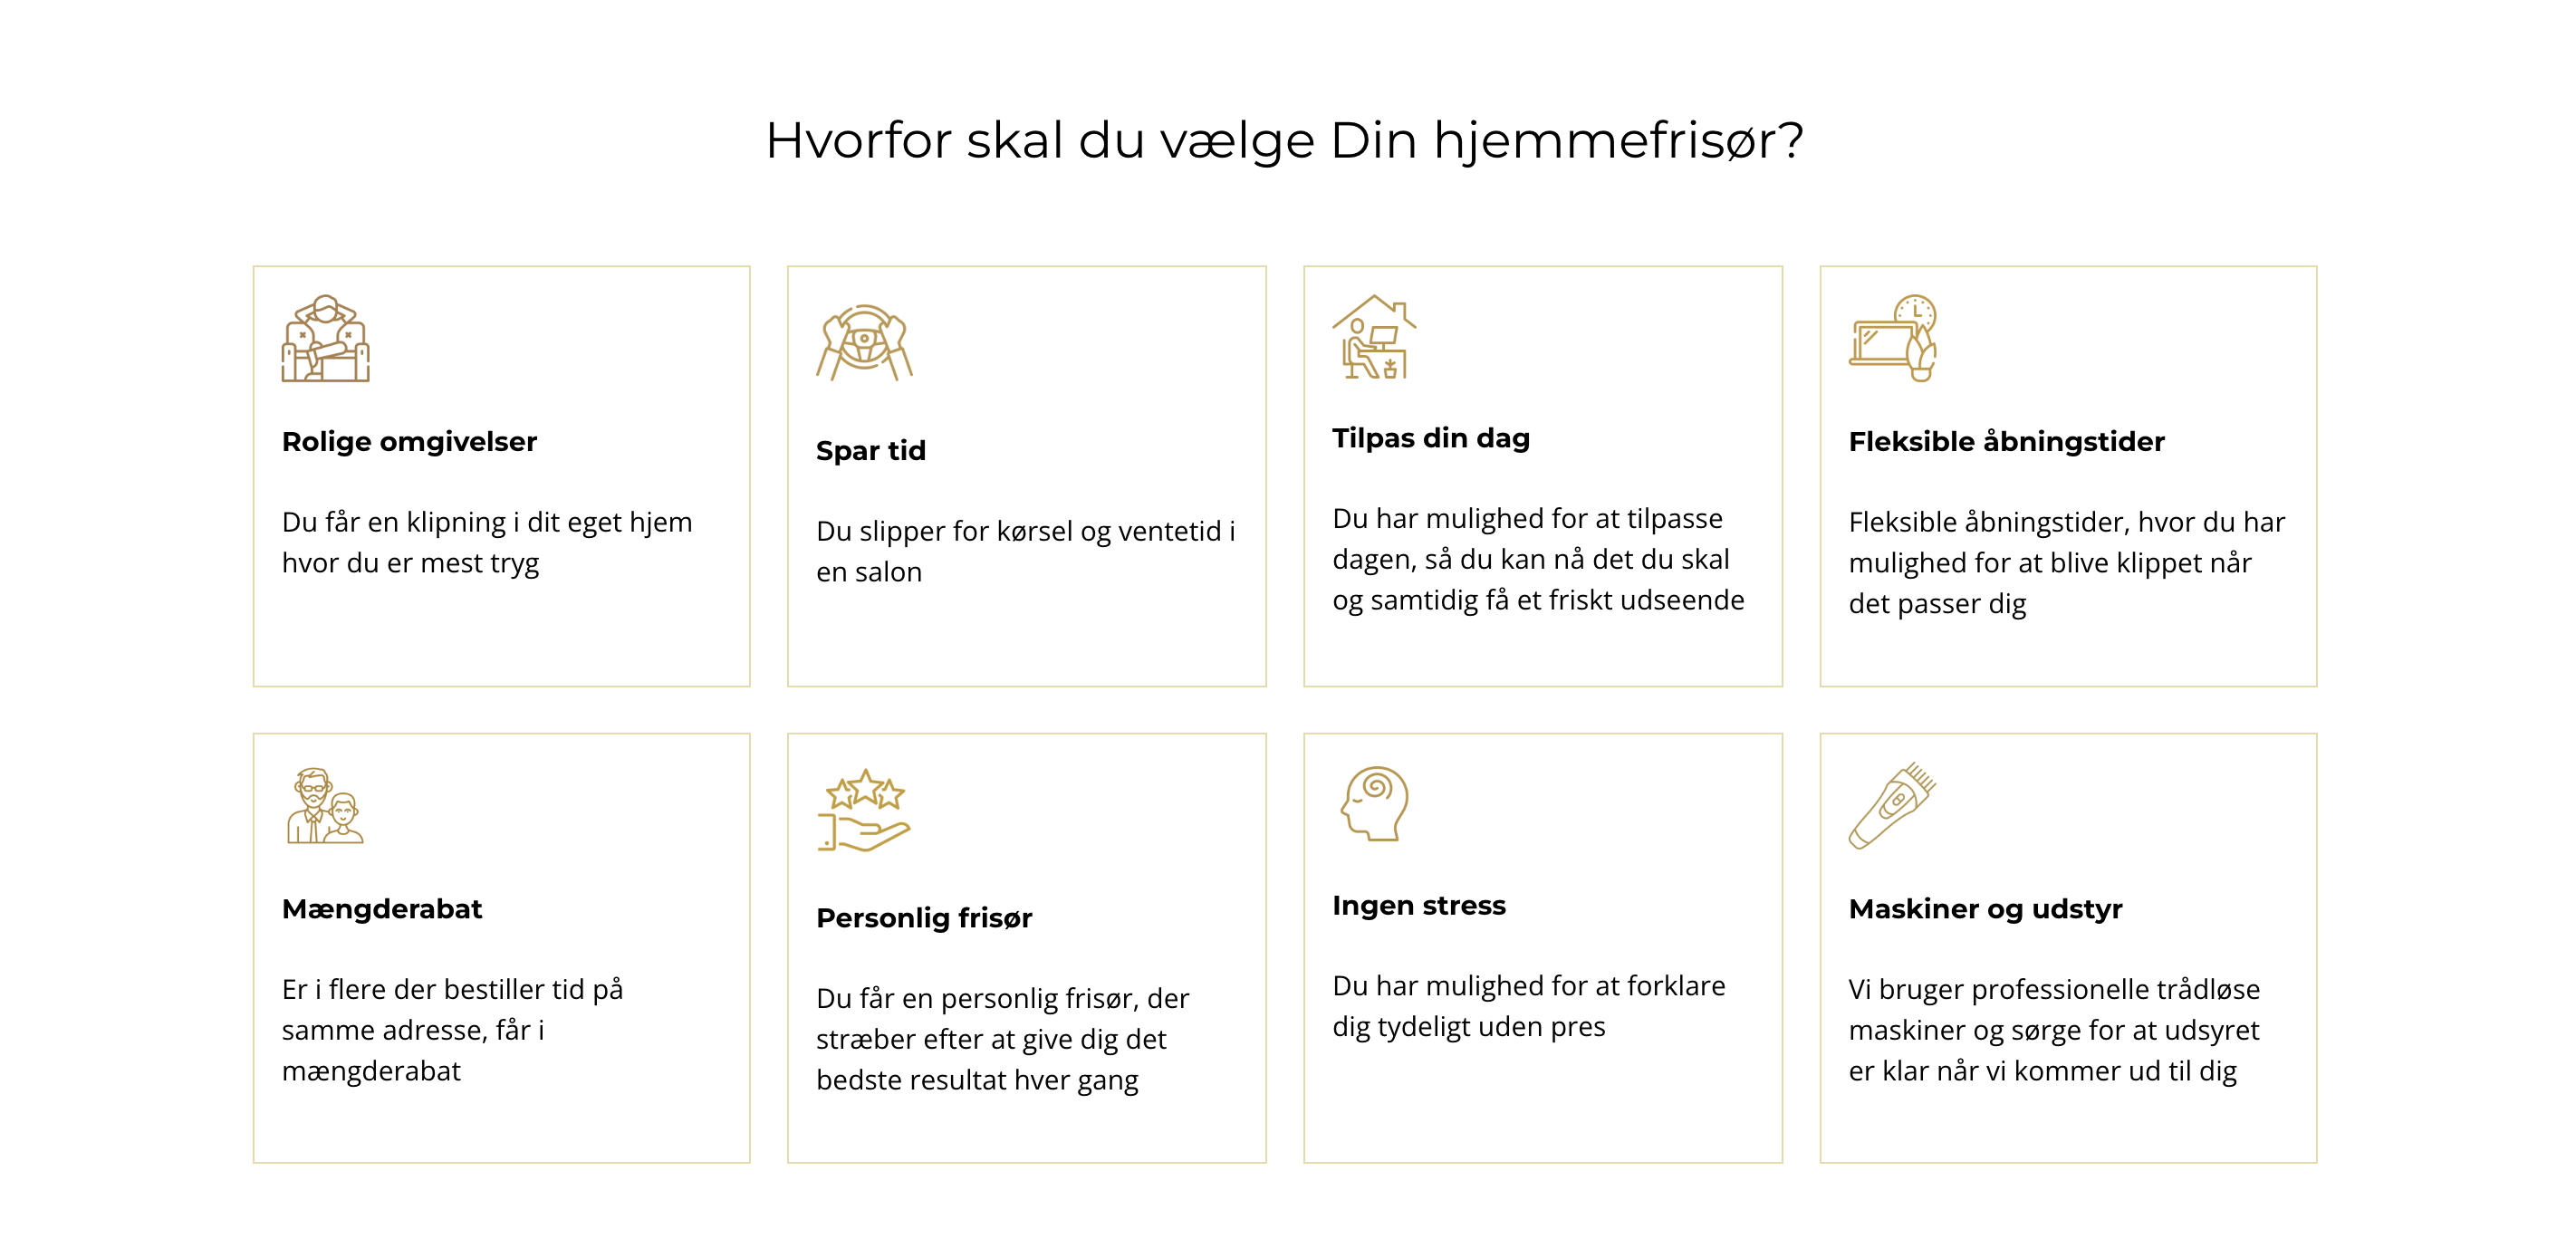 Hvorfor skal du vælge Din hjemmefrisør?
Rolige omgivelser
Du får en klipning i dit eget hjem
hvor du er mest tryg
Spar tid
Du slipper for kørsel og ventetid i
en salon
Tilpas din dag
Du har mulighed for at tilpasse
dagen, så du kan nå det du skal
og samtidig få et friskt udseende
Fleksible åbningstider
Fleksible åbningstider, hvor du har
mulighed for at blive klippet når
det passer dig
Mængderabat
Er i flere der bestiller tid på
samme adresse, får i
mængderabat
Personlig frisør
Du får en personlig frisør, der
stræber efter at give dig det
bedste resultat hver gang
Ingen stress
Du har mulighed for at forklare
dig tydeligt uden pres
Maskiner og udstyr
Vi bruger professionelle trådløse
maskiner og sørge for at udsyret
er klar når vi kommer ud til dig